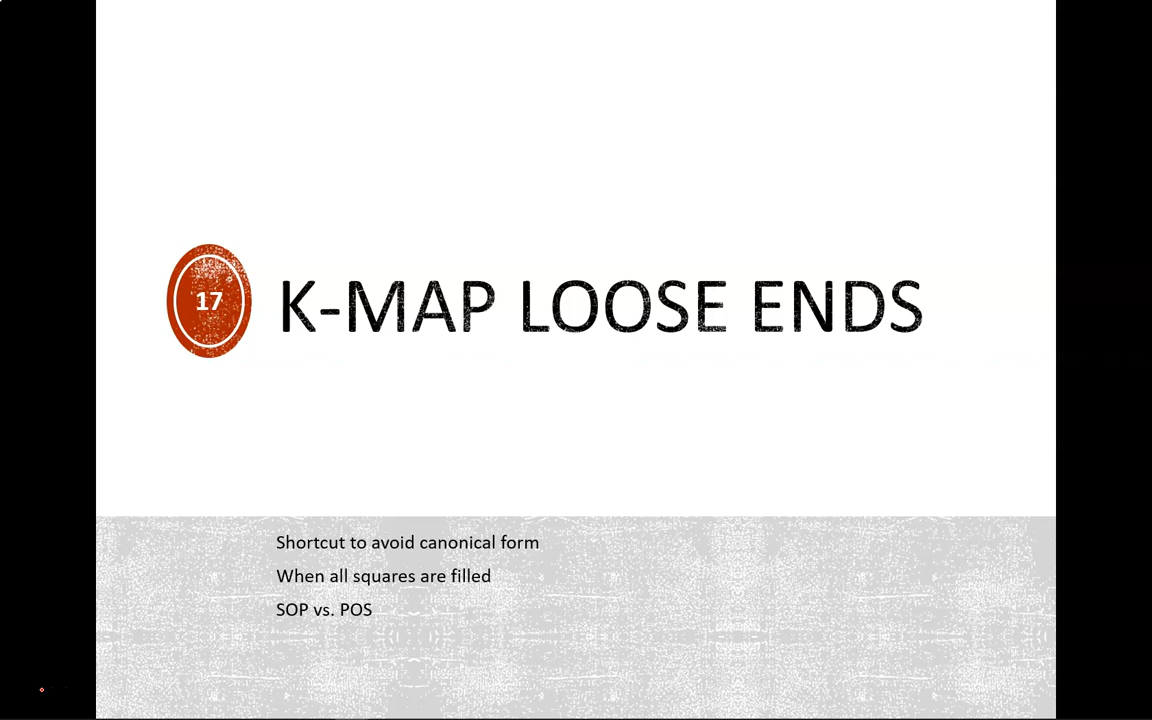 17
K-MAP LOOSE ENDS
Shortcut to avoid canonical form
When all squares are filled
SOP vs. POS